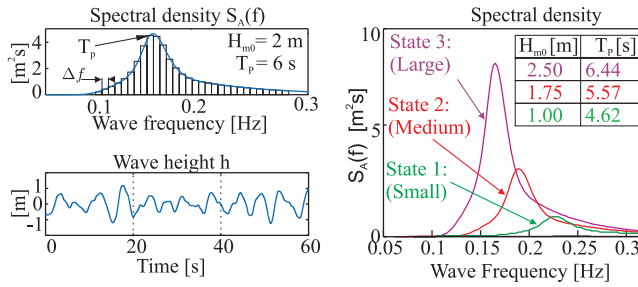 Spectral density S_A(f)
[m²s]
4
2
0
T_p
Δf
H_m0 = 2 m
T_P = 6 s
0.1
0.2
0.3
Wave frequency [Hz]
Wave height h
[m]
1
0
-1
0
20
40
60
Time [s]
Spectral density
S_A(f) [m²s]
10
5
0
State 3:
(Large)
State 2:
(Medium)
State 1:
(Small)
H_m0 [m] T_P [s]
2.50 6.44
1.75 5.57
1.00 4.62
0.05
0.1
0.15
0.2
0.25
0.3
Wave Frequency [Hz]